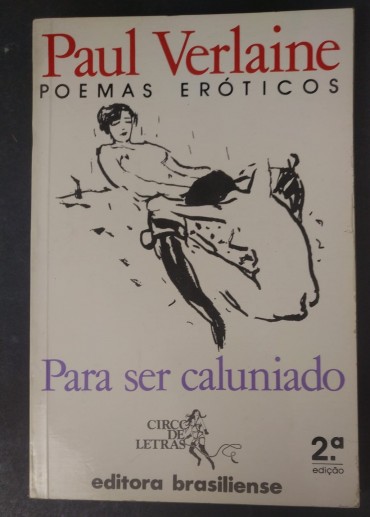 Paul Verlaine
POEMAS ERÓTICOS
Para ser caluniado
CIRCO
DE
LETRAS
2.ª
edição
editora brasiliense